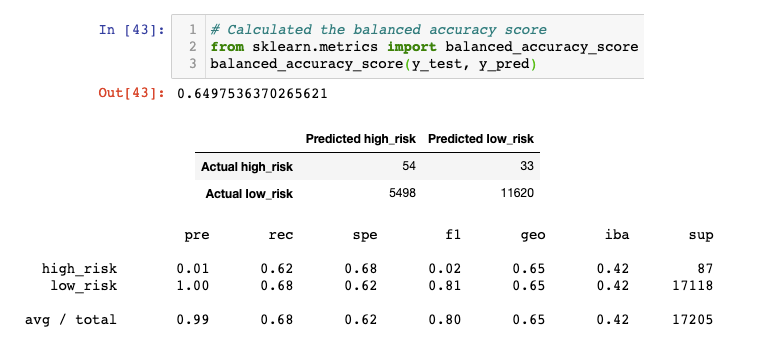 In [43]: 1 # Calculated the balanced accuracy score
2 from sklearn.metrics import balanced_accuracy_score
3 balanced_accuracy_score(y_test, y_pred)
Out[43]: 0.6497536370265621
Predicted high_risk Predicted low_risk
Actual high_risk 54 33
Actual low_risk 5498 11620
pre rec spe f1 geo iba sup
high_risk 0.01 0.62 0.68 0.02 0.65 0.42 87
low_risk 1.00 0.68 0.62 0.81 0.65 0.42 17118
avg / total 0.99 0.68 0.62 0.80 0.65 0.42 17205